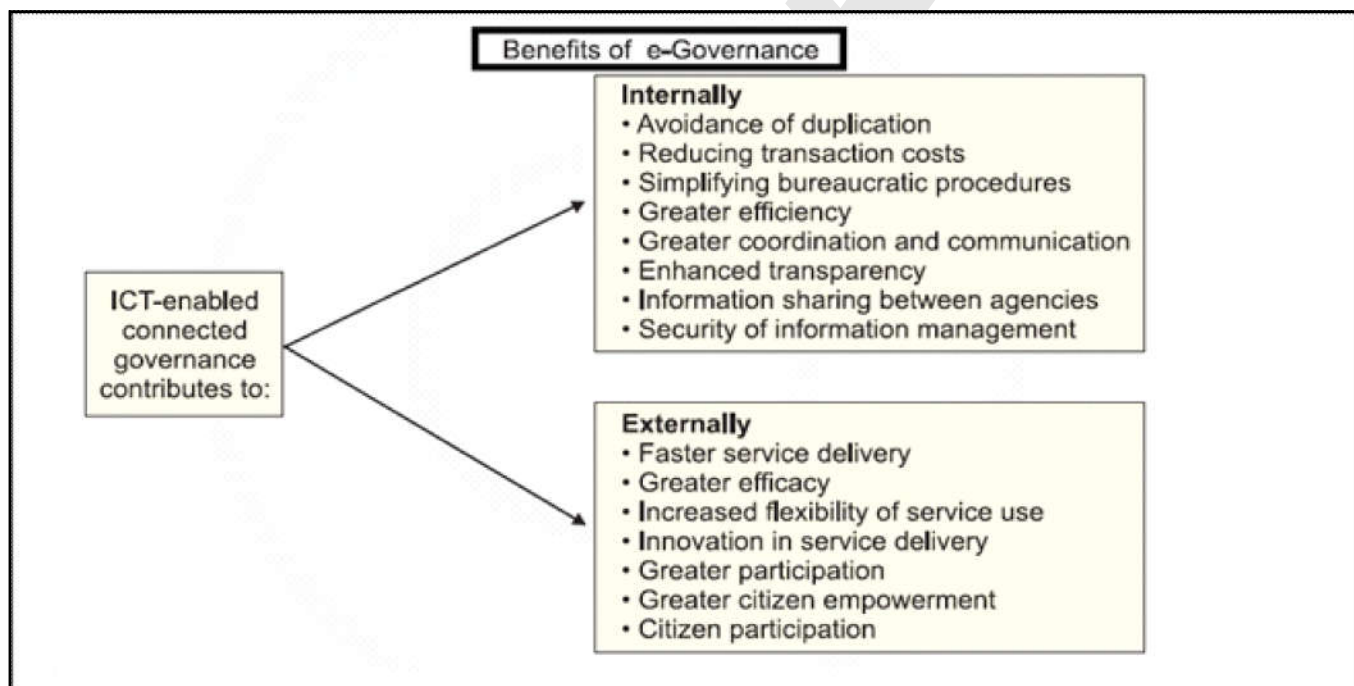 Benefits of e-Governance
ICT-enabled
connected
governance
contributes to:
Internally
• Avoidance of duplication
• Reducing transaction costs
• Simplifying bureaucratic procedures
• Greater efficiency
• Greater coordination and communication
• Enhanced transparency
• Information sharing between agencies
• Security of information management
Externally
• Faster service delivery
• Greater efficacy
• Increased flexibility of service use
• Innovation in service delivery
• Greater participation
• Greater citizen empowerment
• Citizen participation